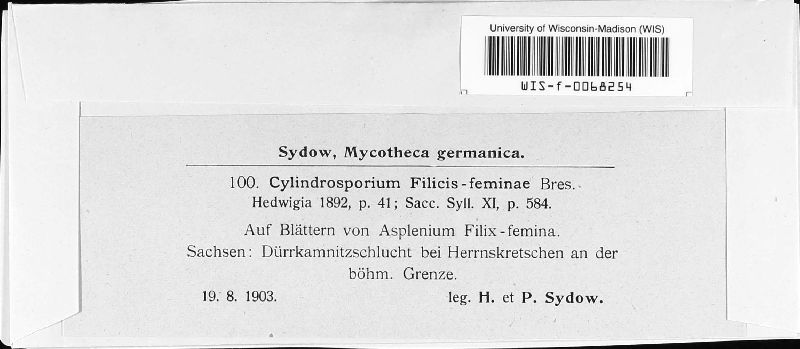 University of Wisconsin-Madison (WIS)
WIS-f-0068254
Sydow, Mycotheca germanica.
100. Cylindrosporium Filicis-feminae Bres.
Hedwigia 1892, p. 41; Sacc. Syll. XI, p. 584.
Auf Blättern von Asplenium Filix-femina.
Sachsen: Dürrkamnitzschlucht bei Herrnskretschen an der
böhm. Grenze.
19. 8. 1903. leg. H. et P. Sydow.